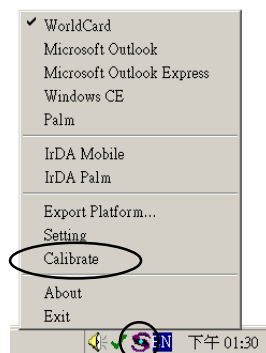 WorldCard
Microsoft Outlook
Microsoft Outlook Express
Windows CE
Palm
IrDA Mobile
IrDA Palm
Export Platform...
Setting
Calibrate
About
Exit
EN 下午 01:30